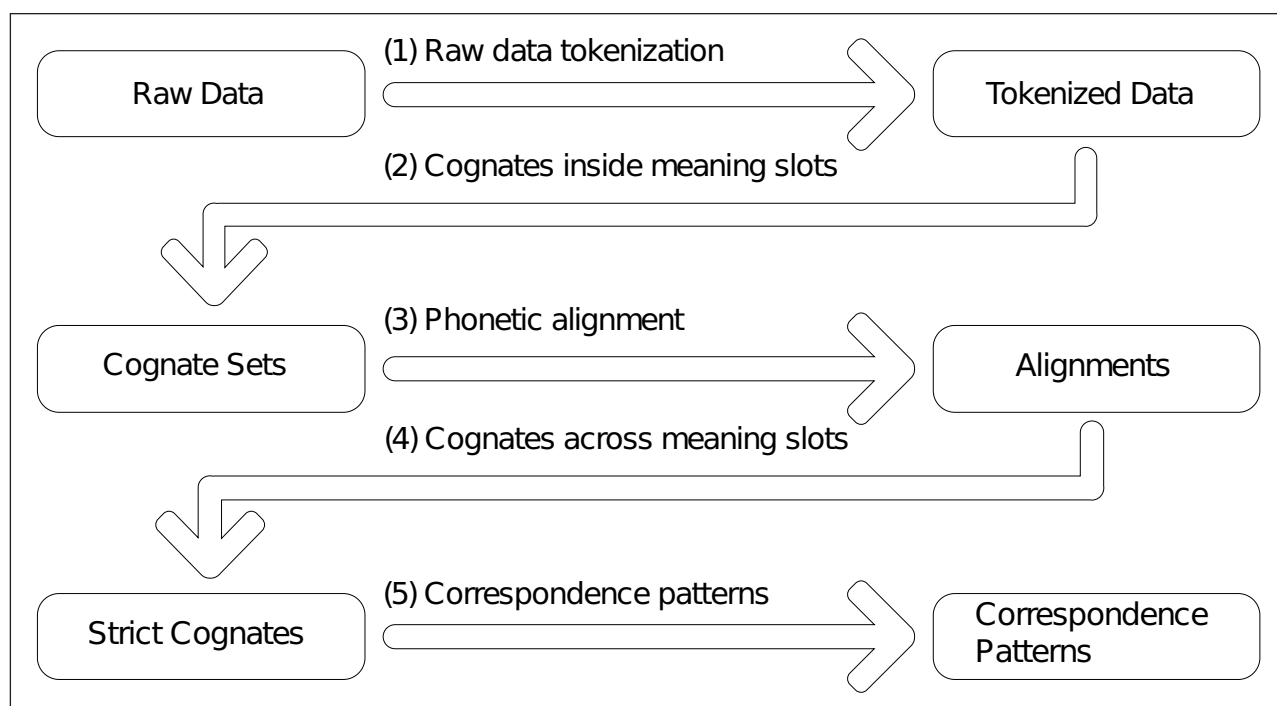 (1) Raw data tokenization
Raw Data
Tokenized Data
(2) Cognates inside meaning slots
(3) Phonetic alignment
Cognate Sets
Alignments
(4) Cognates across meaning slots
(5) Correspondence patterns
Strict Cognates
Correspondence
Patterns